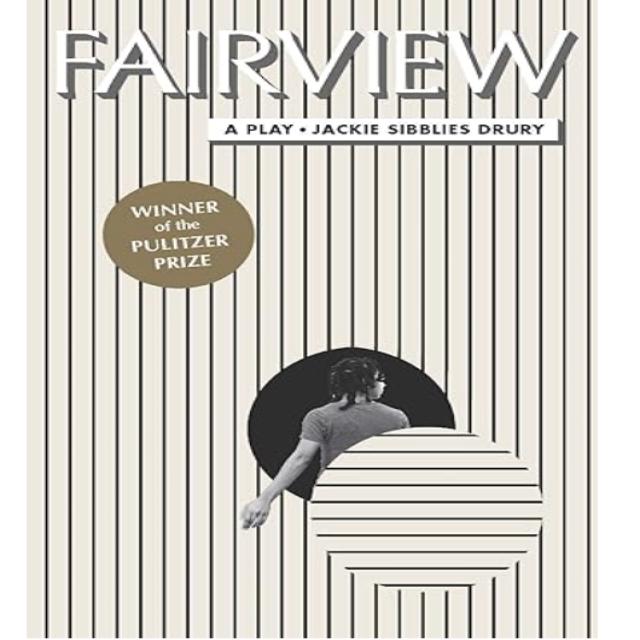 FAIRVIEW
A PLAY • JACKIE SIBBLIES DRURY
WINNER
of the
PULITZER
PRIZE